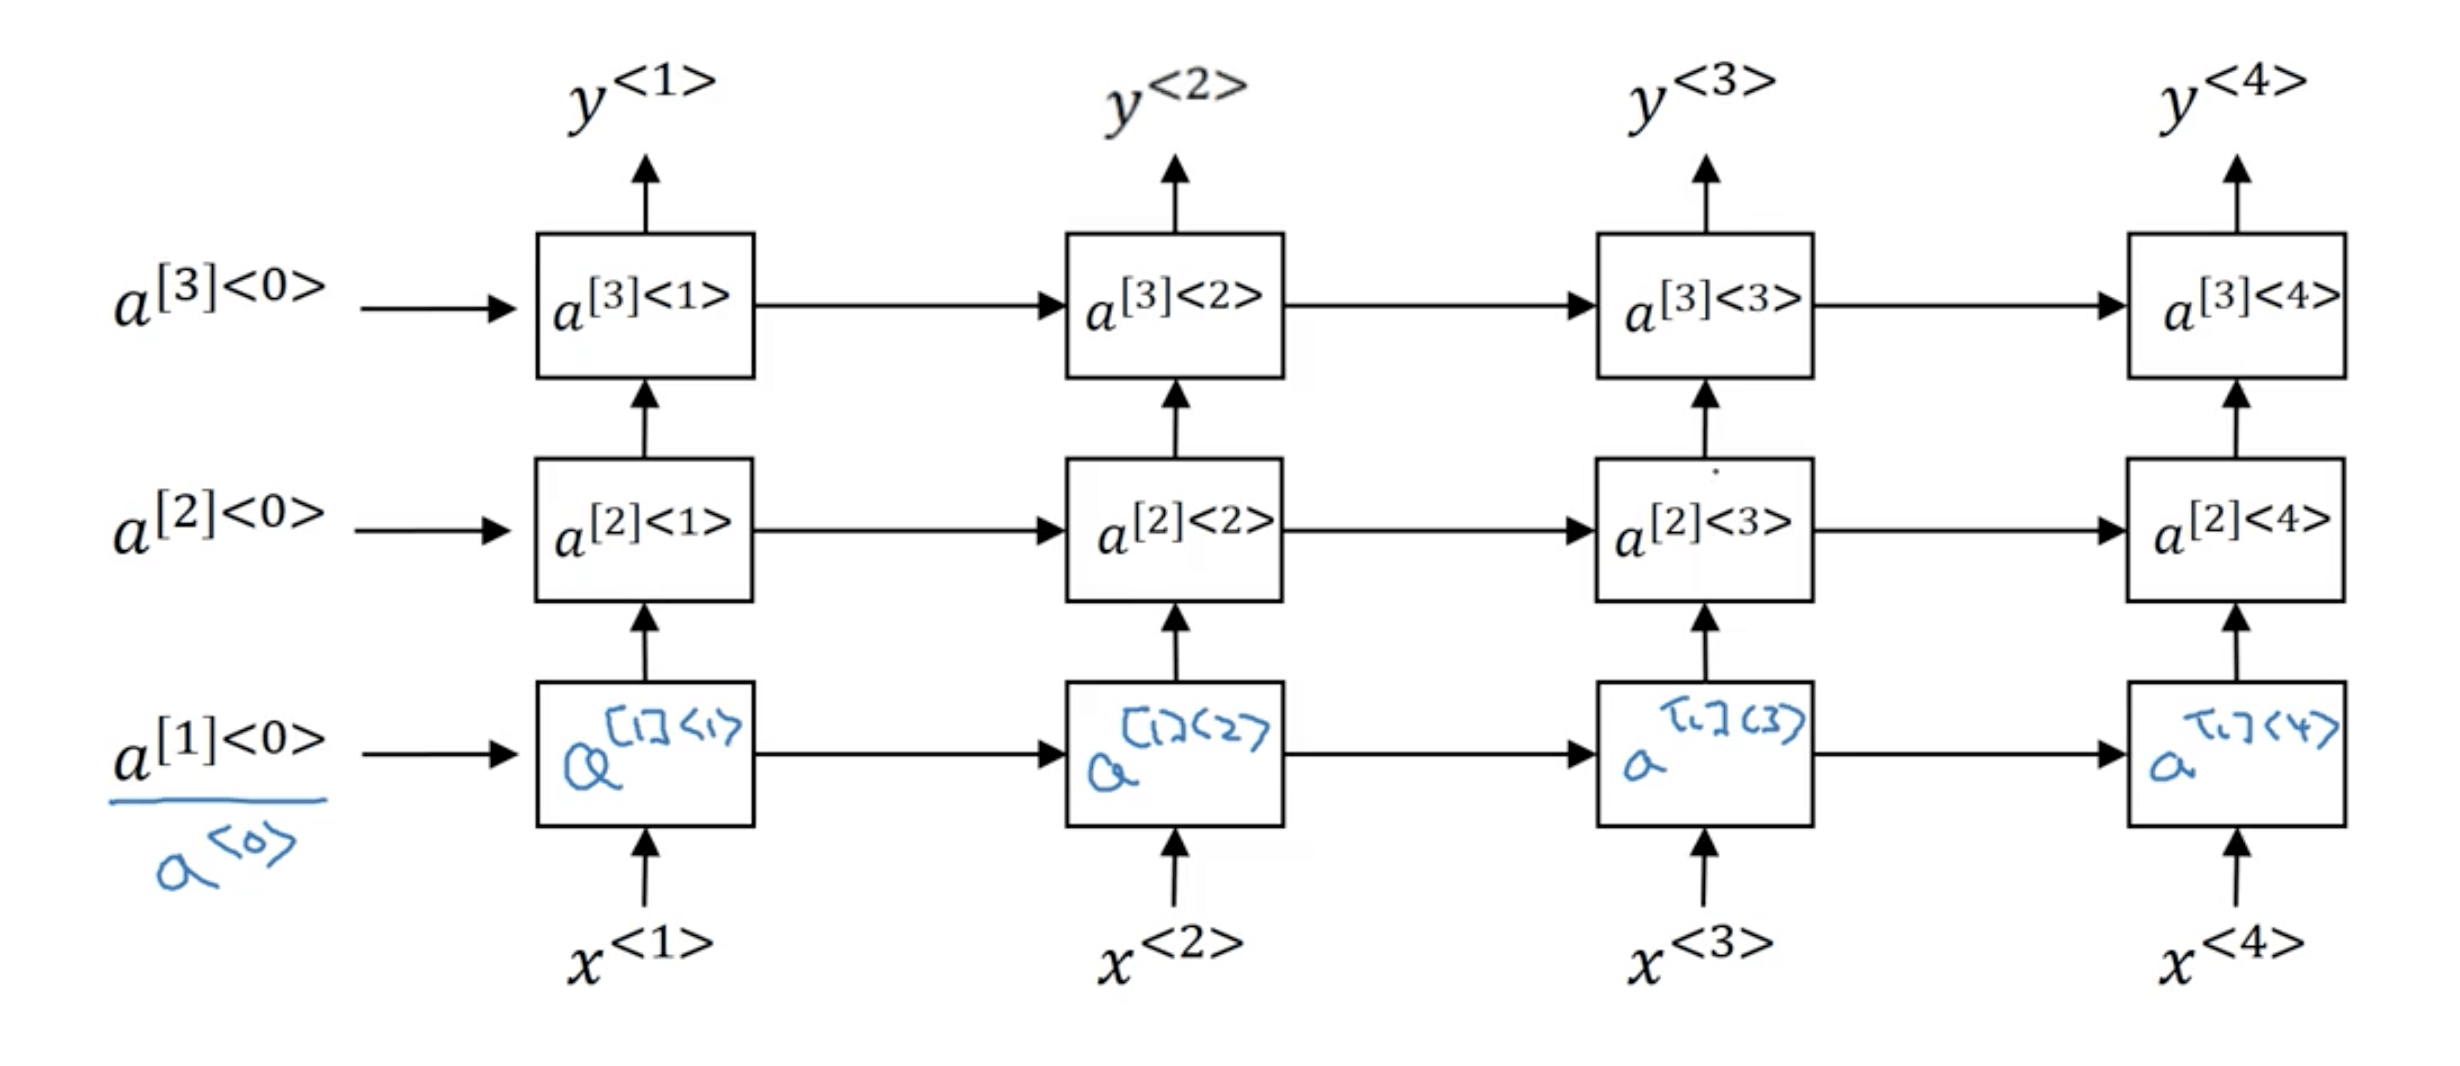 y<1> y<2> y<3> y<4>
a[3]<0> a[3]<1> a[3]<2> a[3]<3> a[3]<4>
a[2]<0> a[2]<1> a[2]<2> a[2]<3> a[2]<4>
a[1]<0> a[1]<1> a[1]<2> a[1]<3> a[1]<4>
a<0>
x<1> x<2> x<3> x<4>